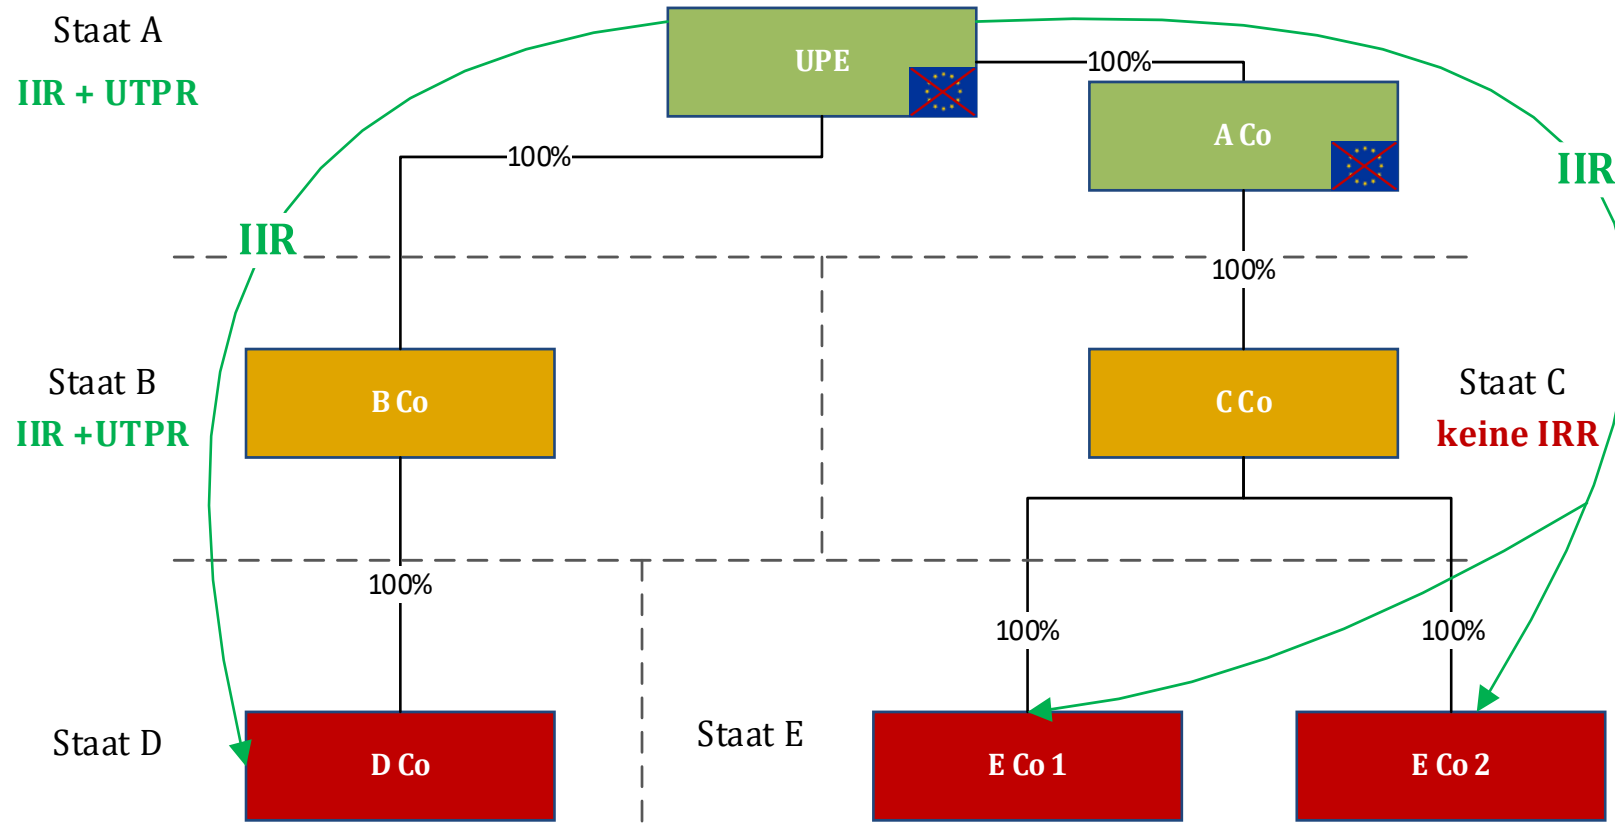 Staat A
IIR + UTPR
UPE
100%
A Co
100%
IIR
IIR
100%
Staat B
IIR +UTPR
B Co
C Co
Staat C
keine IRR
100%
100%
100%
Staat D
D Co
Staat E
E Co 1
E Co 2